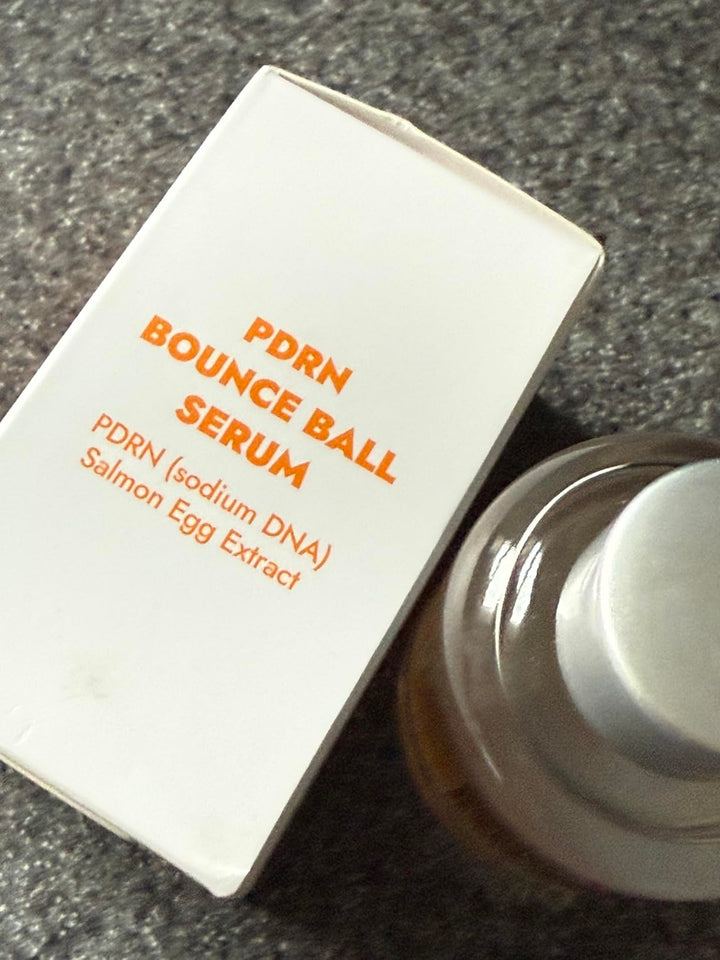 PDRN
BOUNCE BALL
SERUM
PDRN (sodium DNA)
Salmon Egg Extract